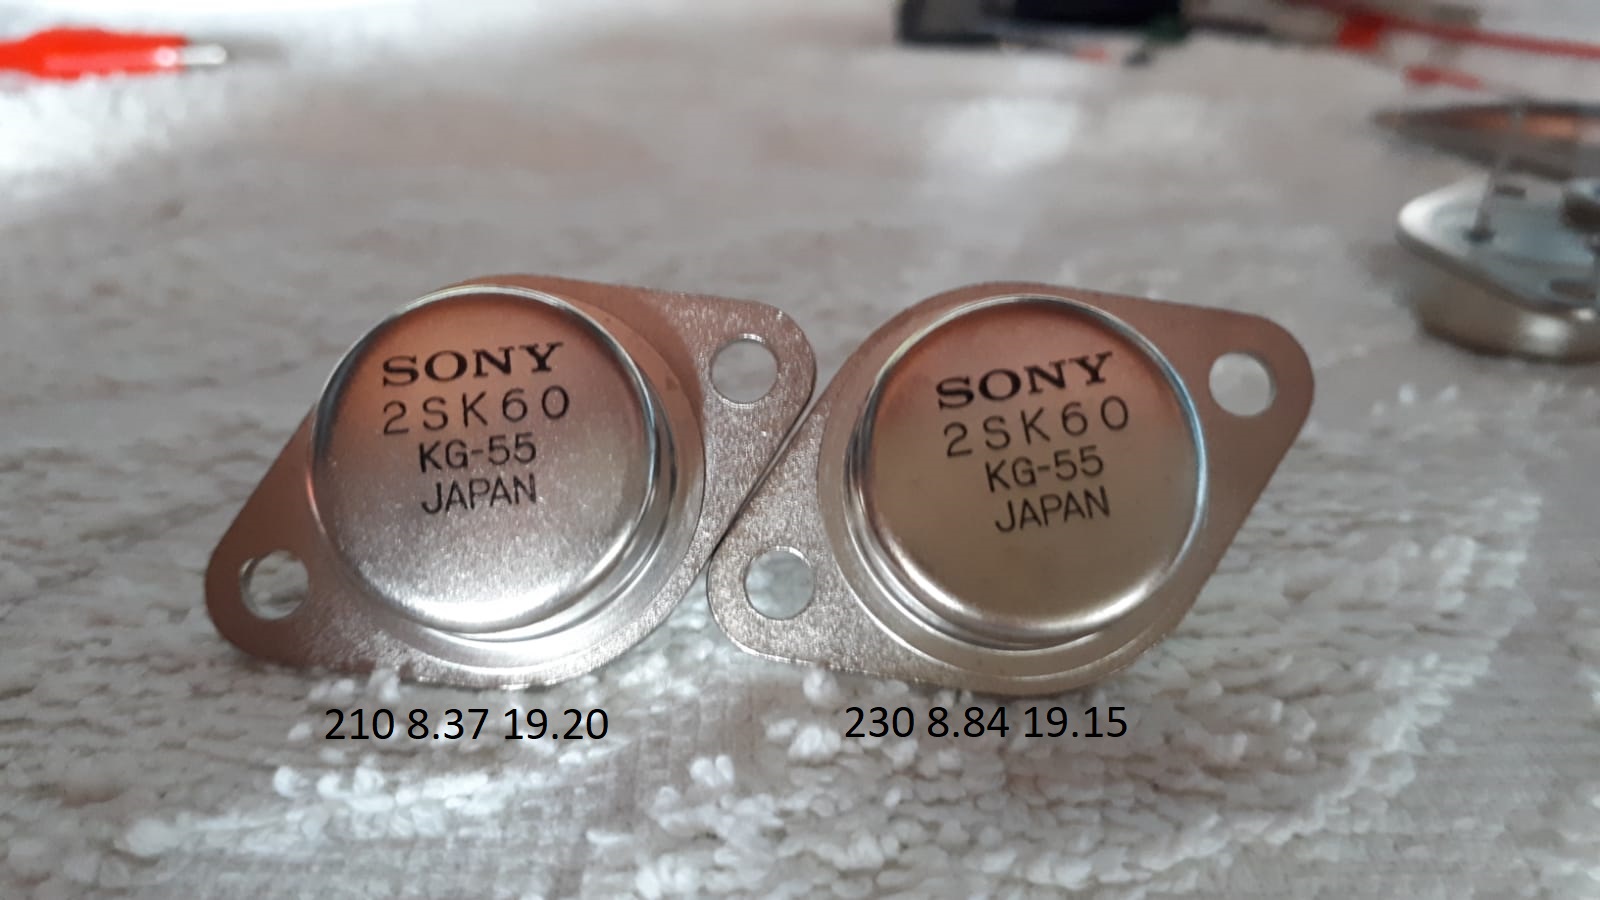 SONY
2SK60
KG-55
JAPAN
SONY
2SK60
KG-55
JAPAN
210 8.37 19.20
230 8.84 19.15